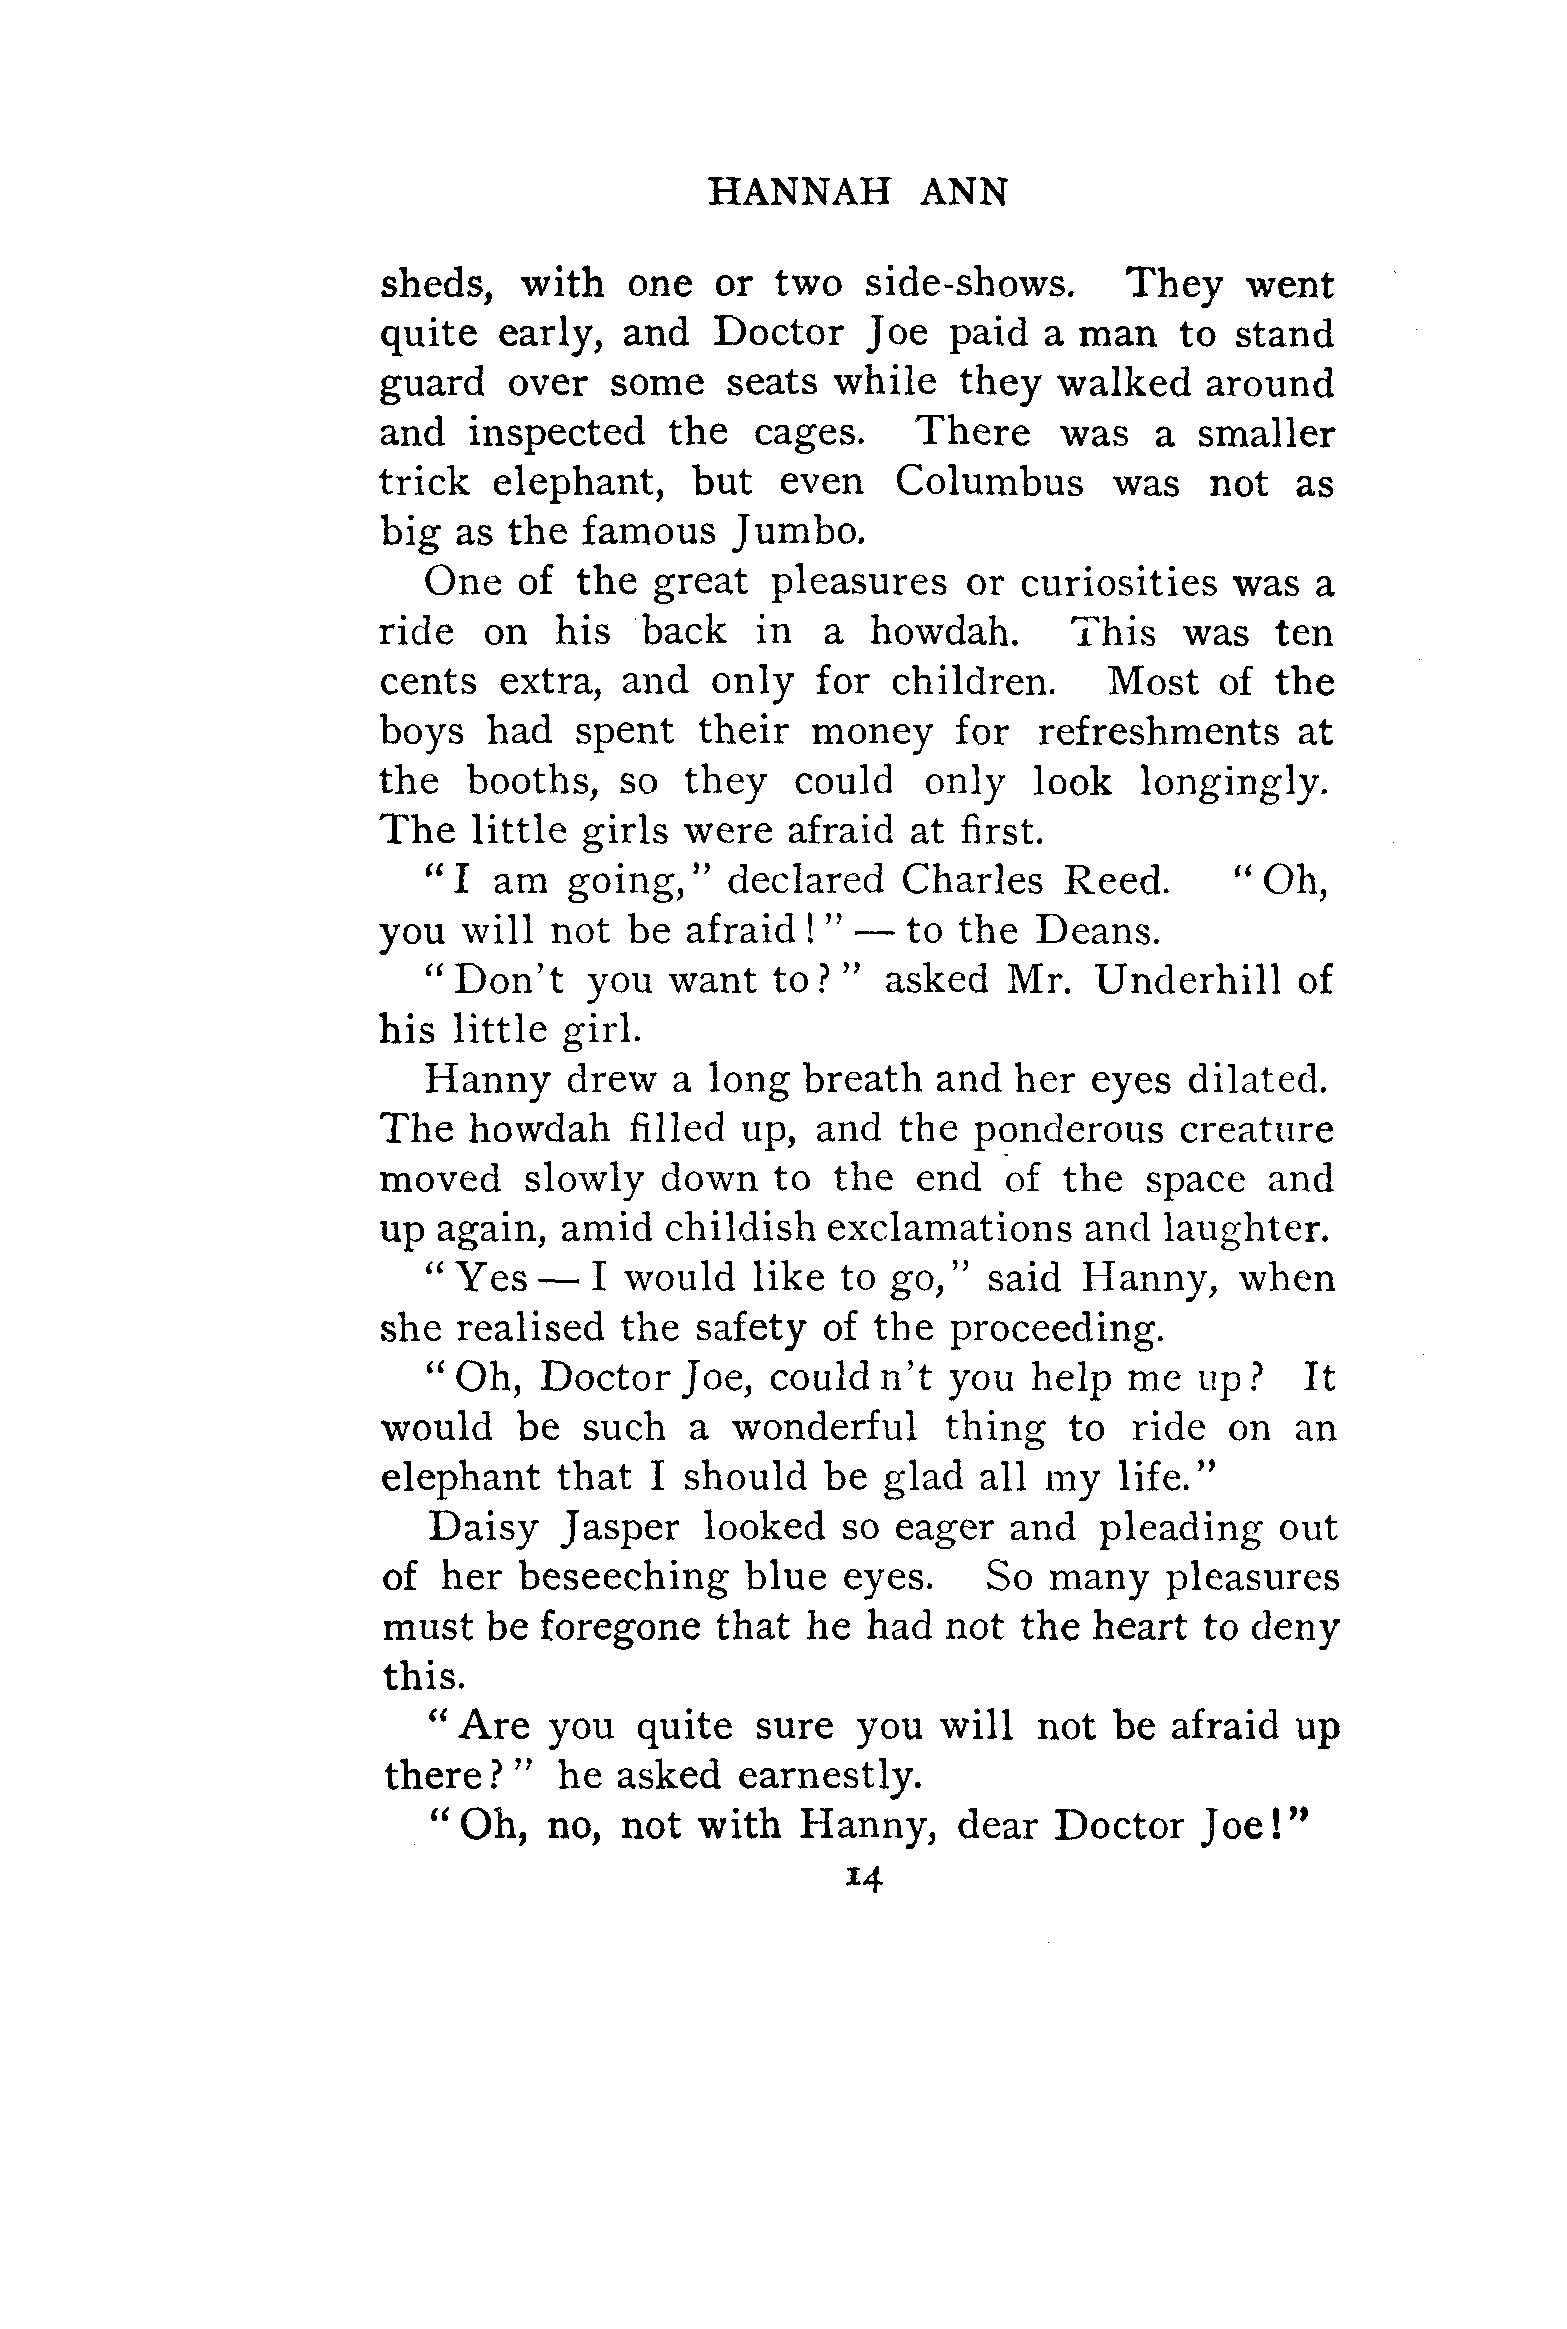 HANNAH ANN
sheds, with one or two side-shows. They went
quite early, and Doctor Joe paid a man to stand
guard over some seats while they walked around
and inspected the cages. There was a smaller
trick elephant, but even Columbus was not as
big as the famous Jumbo.
One of the great pleasures or curiosities was a
ride on his back in a howdah. This was ten
cents extra, and only for children. Most of the
boys had spent their money for refreshments at
the booths, so they could only look longingly.
The little girls were afraid at first.
“I am going,” declared Charles Reed. “Oh,
you will not be afraid!” — to the Deans.
“Don't you want to?” asked Mr. Underhill of
his little girl.
Hanny drew a long breath and her eyes dilated.
The howdah filled up, and the ponderous creature
moved slowly down to the end of the space and
up again, amid childish exclamations and laughter.
“Yes — I would like to go,” said Hanny, when
she realised the safety of the proceeding.
“Oh, Doctor Joe, could n't you help me up? It
would be such a wonderful thing to ride on an
elephant that I should be glad all my life.”
Daisy Jasper looked so eager and pleading out
of her beseeching blue eyes. So many pleasures
must be foregone that he had not the heart to deny
this.
“Are you quite sure you will not be afraid up
there?” he asked earnestly.
“Oh, no, not with Hanny, dear Doctor Joe!”
14